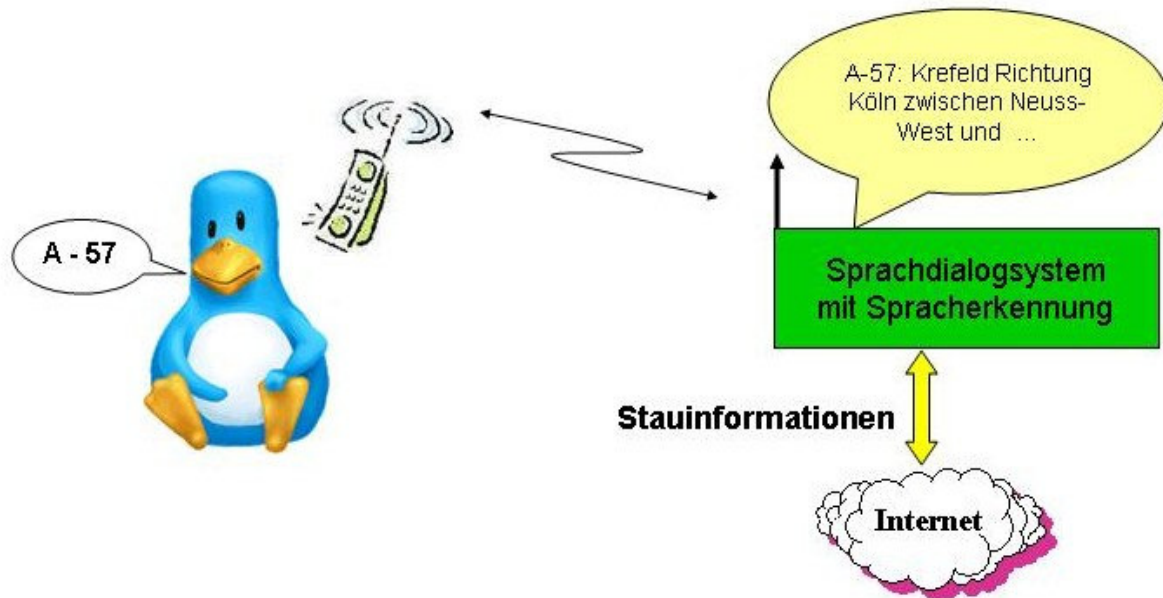 A-57: Krefeld Richtung
Köln zwischen Neuss-
West und ...
A - 57
Sprachdialogsystem
mit Spracherkennung
Stauinformationen
Internet